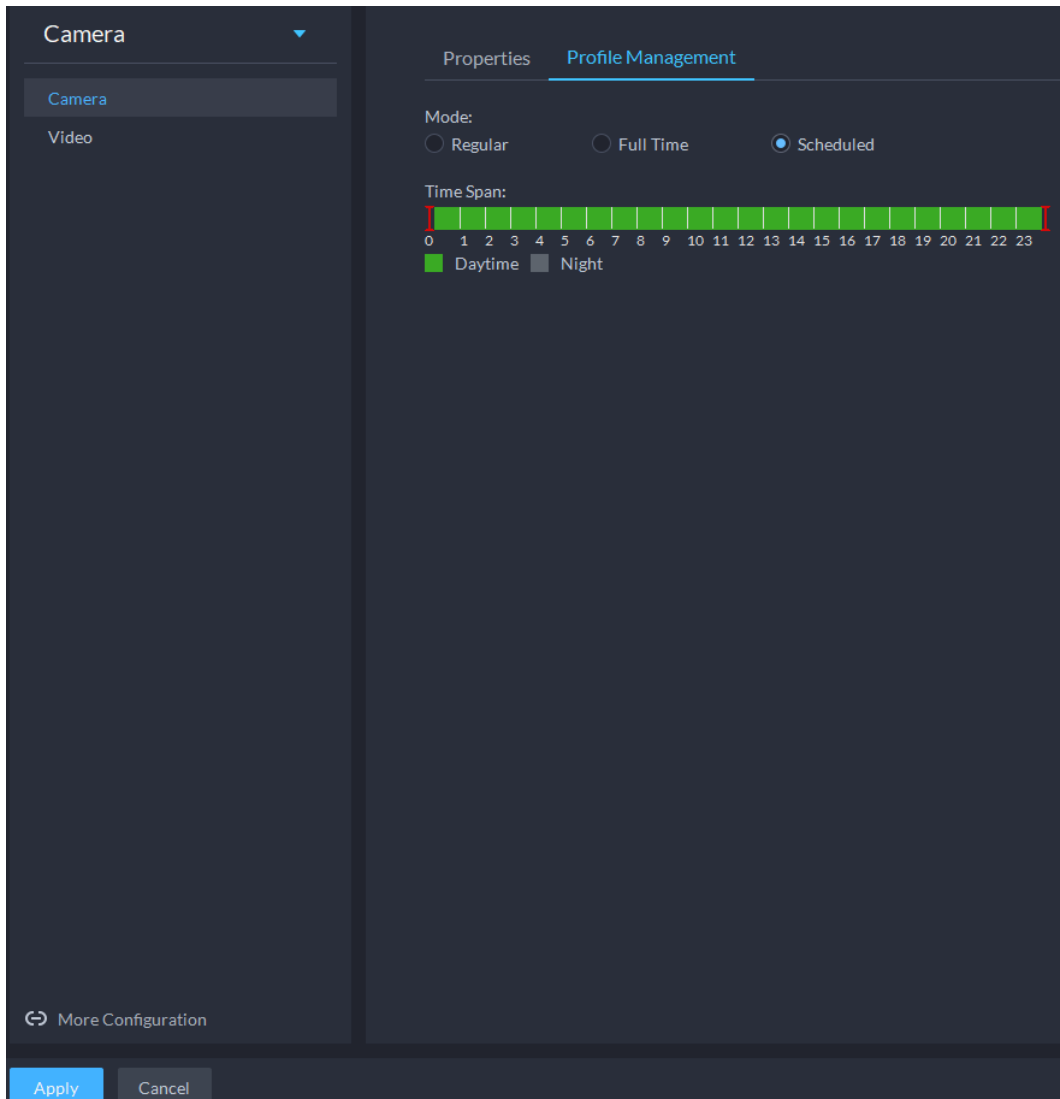 Camera
Camera
Video
More Configuration
Apply Cancel
Properties Profile Management
Mode:
Regular Full Time Scheduled
Time Span:
0 1 2 3 4 5 6 7 8 9 10 11 12 13 14 15 16 17 18 19 20 21 22 23
Daytime Night